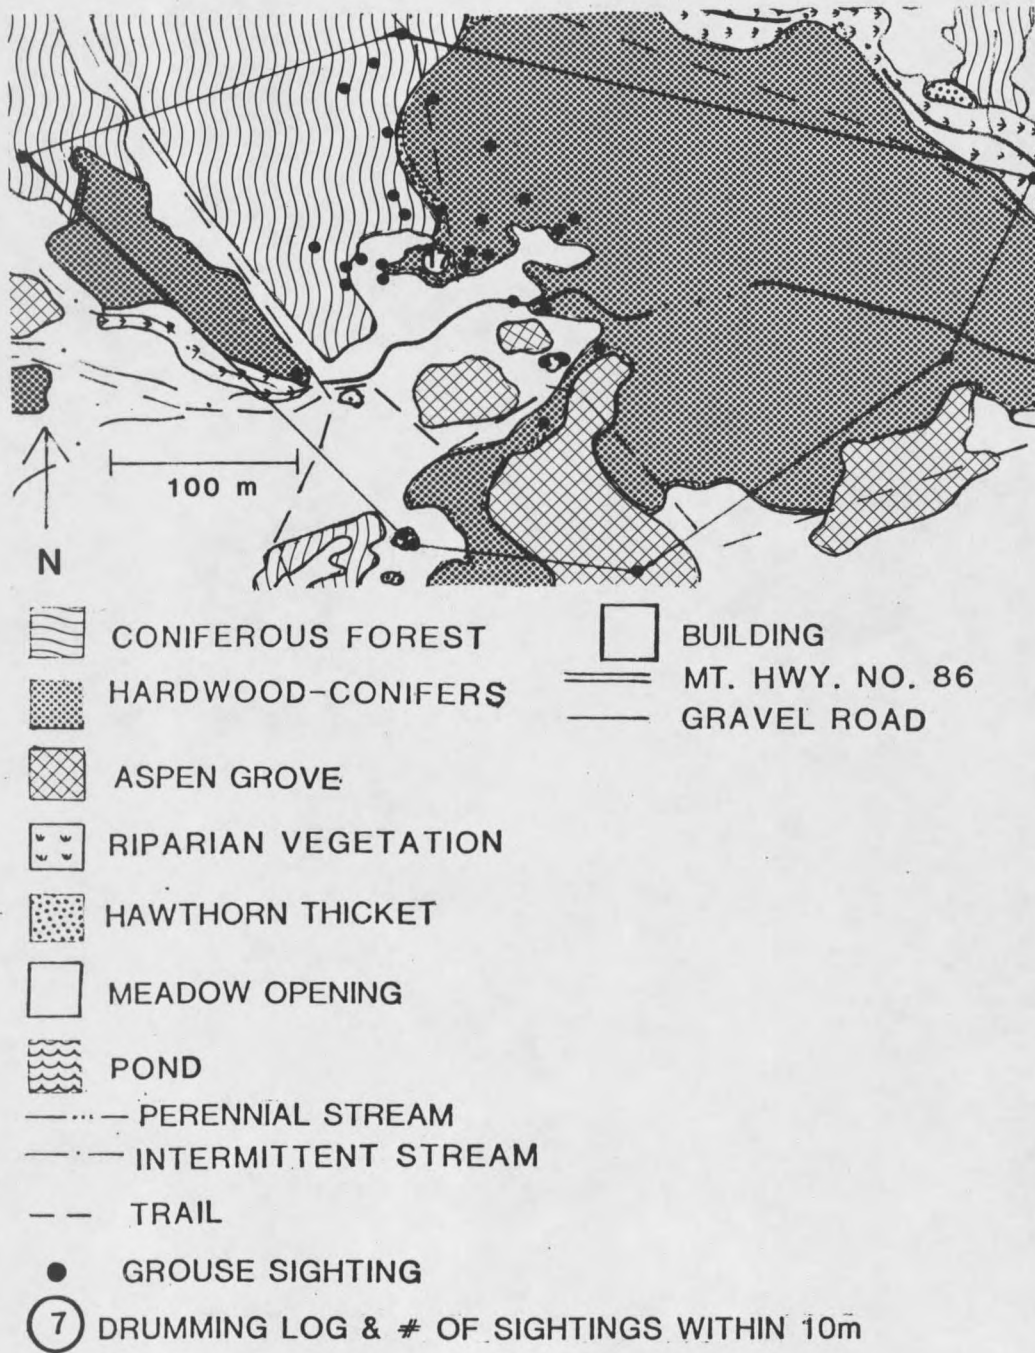 100 m
N
CONIFEROUS FOREST
HARDWOOD-CONIFERS
ASPEN GROVE
RIPARIAN VEGETATION
HAWTHORN THICKET
MEADOW OPENING
POND
PERENNIAL STREAM
INTERMITTENT STREAM
TRAIL
GROUSE SIGHTING
7 DRUMMING LOG & # OF SIGHTINGS WITHIN 10m
BUILDING
MT. HWY. NO. 86
GRAVEL ROAD